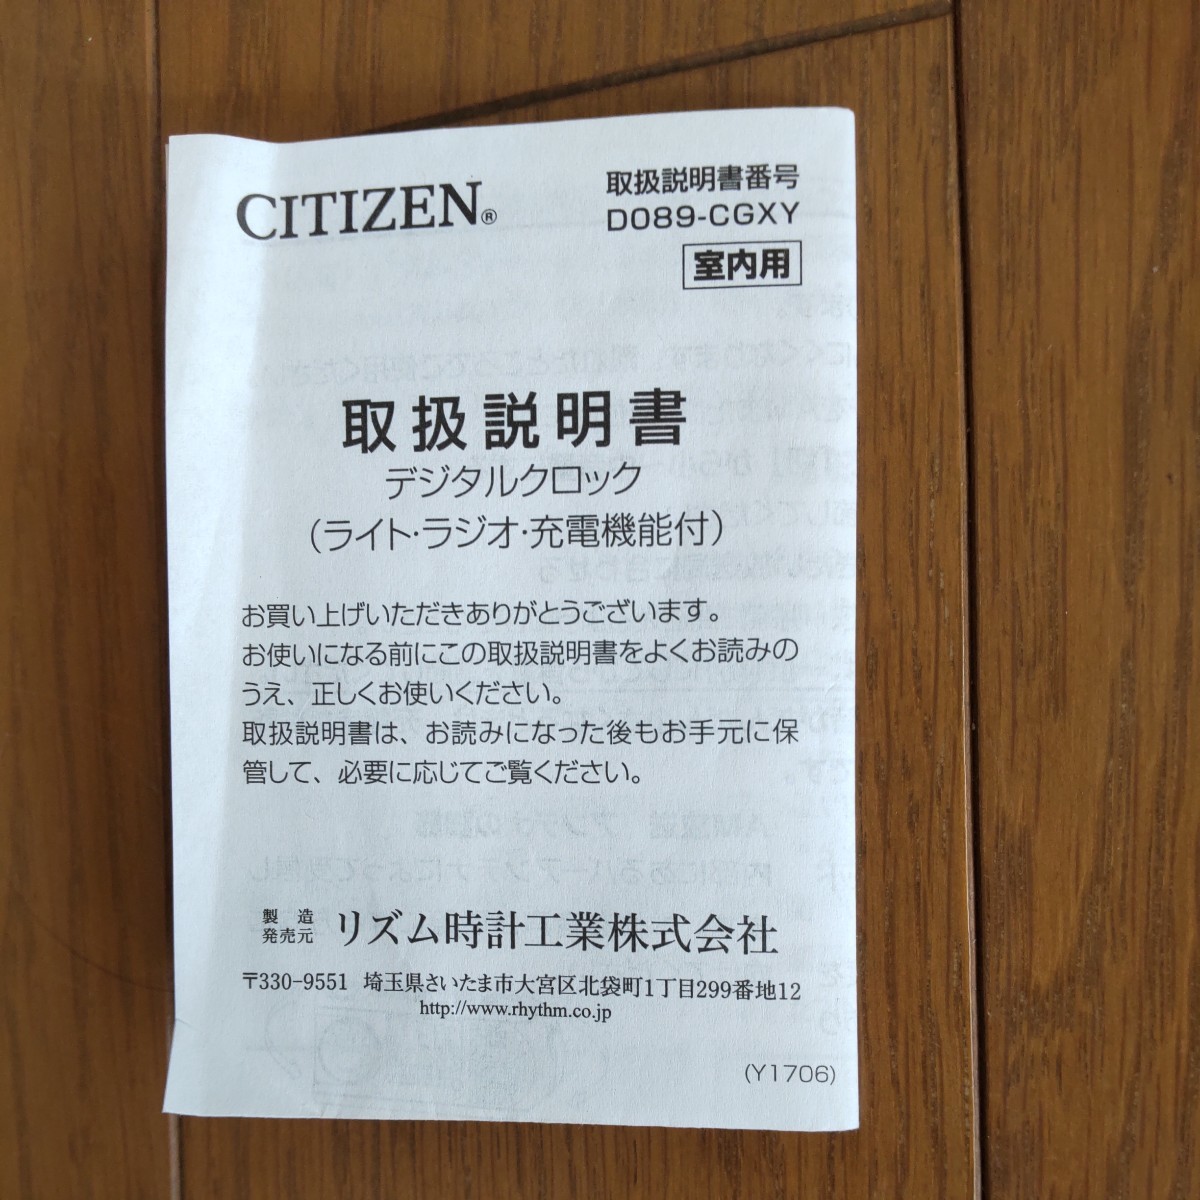 CITIZEN®
取扱説明書番号
D089-CGXY
室内用
取扱説明書
デジタルクロック
（ライト・ラジオ・充電機能付）
お買い上げいただきありがとうございます。
お使いになる前にこの取扱説明書をよくお読みの
うえ、正しくお使いください。
取扱説明書は、お読みになった後もお手元に保
管して、必要に応じてご覧ください。
製造
発売元 リズム時計工業株式会社
〒330-9551 埼玉県さいたま市大宮区北袋町1丁目299番地12
http://www.rhythm.co.jp
(Y1706)